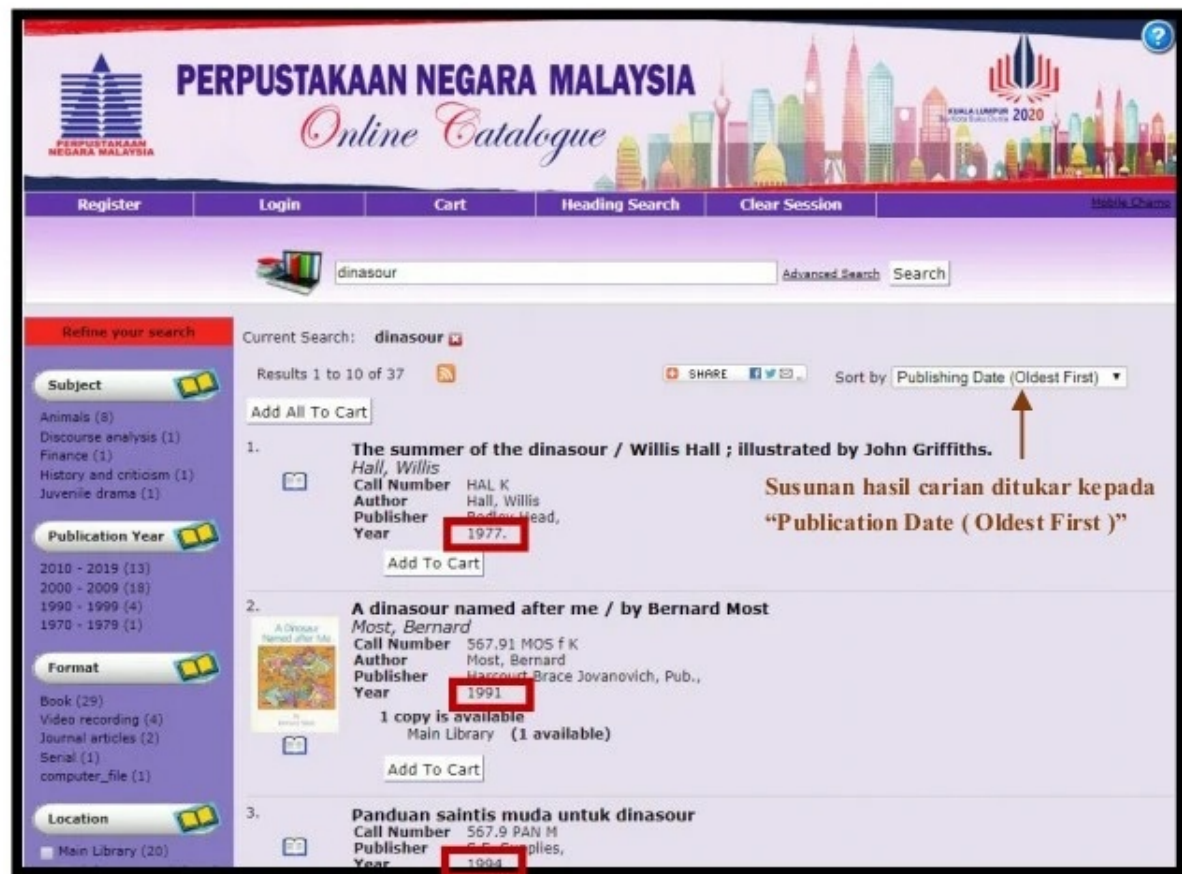 PERPUSTAKAAN NEGARA MALAYSIA
Online Catalogue
PERPUSTAKAAN
NEGARA MALAYSIA
KUALA LUMPUR 2020
?
Register Login Cart Heading Search Clear Session
dinasour Advanced Search Search
Refine your search
Subject
Animals (8)
Discourse analysis (1)
Finance (1)
History and criticism (1)
Juvenile drama (1)
Publication Year
2010 - 2019 (13)
2000 - 2009 (18)
1990 - 1999 (4)
1970 - 1979 (1)
Format
Book (29)
Video recording (4)
Journal articles (2)
Serial (1)
computer_file (1)
Location
Main Library (20)
Current Search: dinasour
Results 1 to 10 of 37 SHARE Sort by Publishing Date (Oldest First)
Add All To Cart
1. The summer of the dinasour / Willis Hall ; illustrated by John Griffiths.
Hall, Willis
Call Number HAL K
Author Hall, Willis
Publisher Head,
Year 1977.
Add To Cart
Susunan hasil carian ditukar kepada
“Publication Date ( Oldest First )”
2. A dinasour named after me / by Bernard Most
Most, Bernard
Call Number 567.91 MOS f K
Author Most, Bernard
Publisher Harcourt Brace Jovanovich, Pub.,
Year 1991
1 copy is available
Main Library (1 available)
Add To Cart
A Dinosaur
Named after Me
3. Panduan saintis muda untuk dinasour
Call Number 567.9 PAN M
Publisher
Year 1994